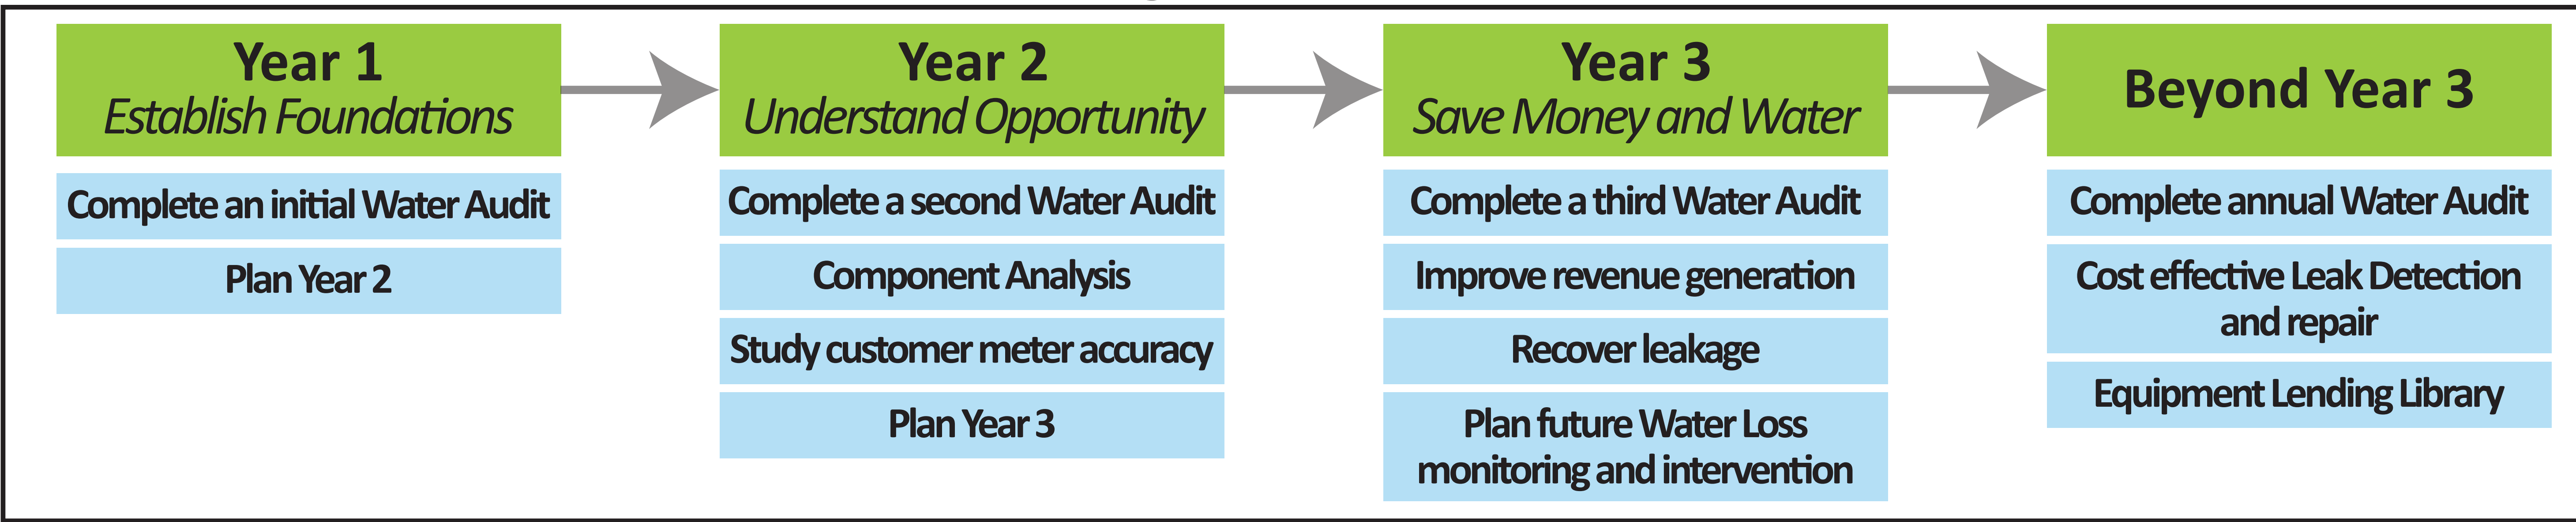 Year 1
Establish Foundations
Complete an initial Water Audit
Plan Year 2
Year 2
Understand Opportunity
Complete a second Water Audit
Component Analysis
Study customer meter accuracy
Plan Year 3
Year 3
Save Money and Water
Complete a third Water Audit
Improve revenue generation
Recover leakage
Plan future Water Loss
monitoring and intervention
Beyond Year 3
Complete annual Water Audit
Cost effective Leak Detection
and repair
Equipment Lending Library